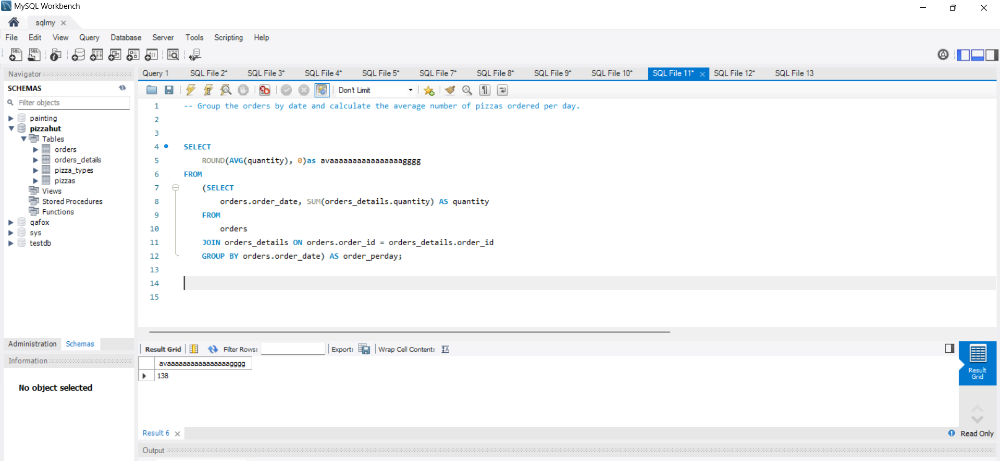 MySQL Workbench
sqlmy
File Edit View Query Database Server Tools Scripting Help
Navigator
SCHEMAS
Filter objects
painting
pizzahut
Tables
orders
orders_details
pizza_types
pizzas
Views
Stored Procedures
Functions
qafox
sys
testdb
Administration Schemas
Information
No object selected
Query 1 SQL File 2* SQL File 3* SQL File 4* SQL File 5* SQL File 7* SQL File 8* SQL File 9* SQL File 10* SQL File 11* SQL File 12* SQL File 13
Don't Limit
1 -- Group the orders by date and calculate the average number of pizzas ordered per day.
2
3
4 SELECT
5 ROUND(AVG(quantity), 0)as avaaaaaaaaaaaaaaaagggg
6 FROM
7 (SELECT
8 orders.order_date, SUM(orders_details.quantity) AS quantity
9 FROM
10 orders
11 JOIN orders_details ON orders.order_id = orders_details.order_id
12 GROUP BY orders.order_date) AS order_perday;
13
14
15
Result Grid Filter Rows: Export: Wrap Cell Content:
avaaaaaaaaaaaaaaaagggg
138
Result Grid
Result 6
Read Only
Output